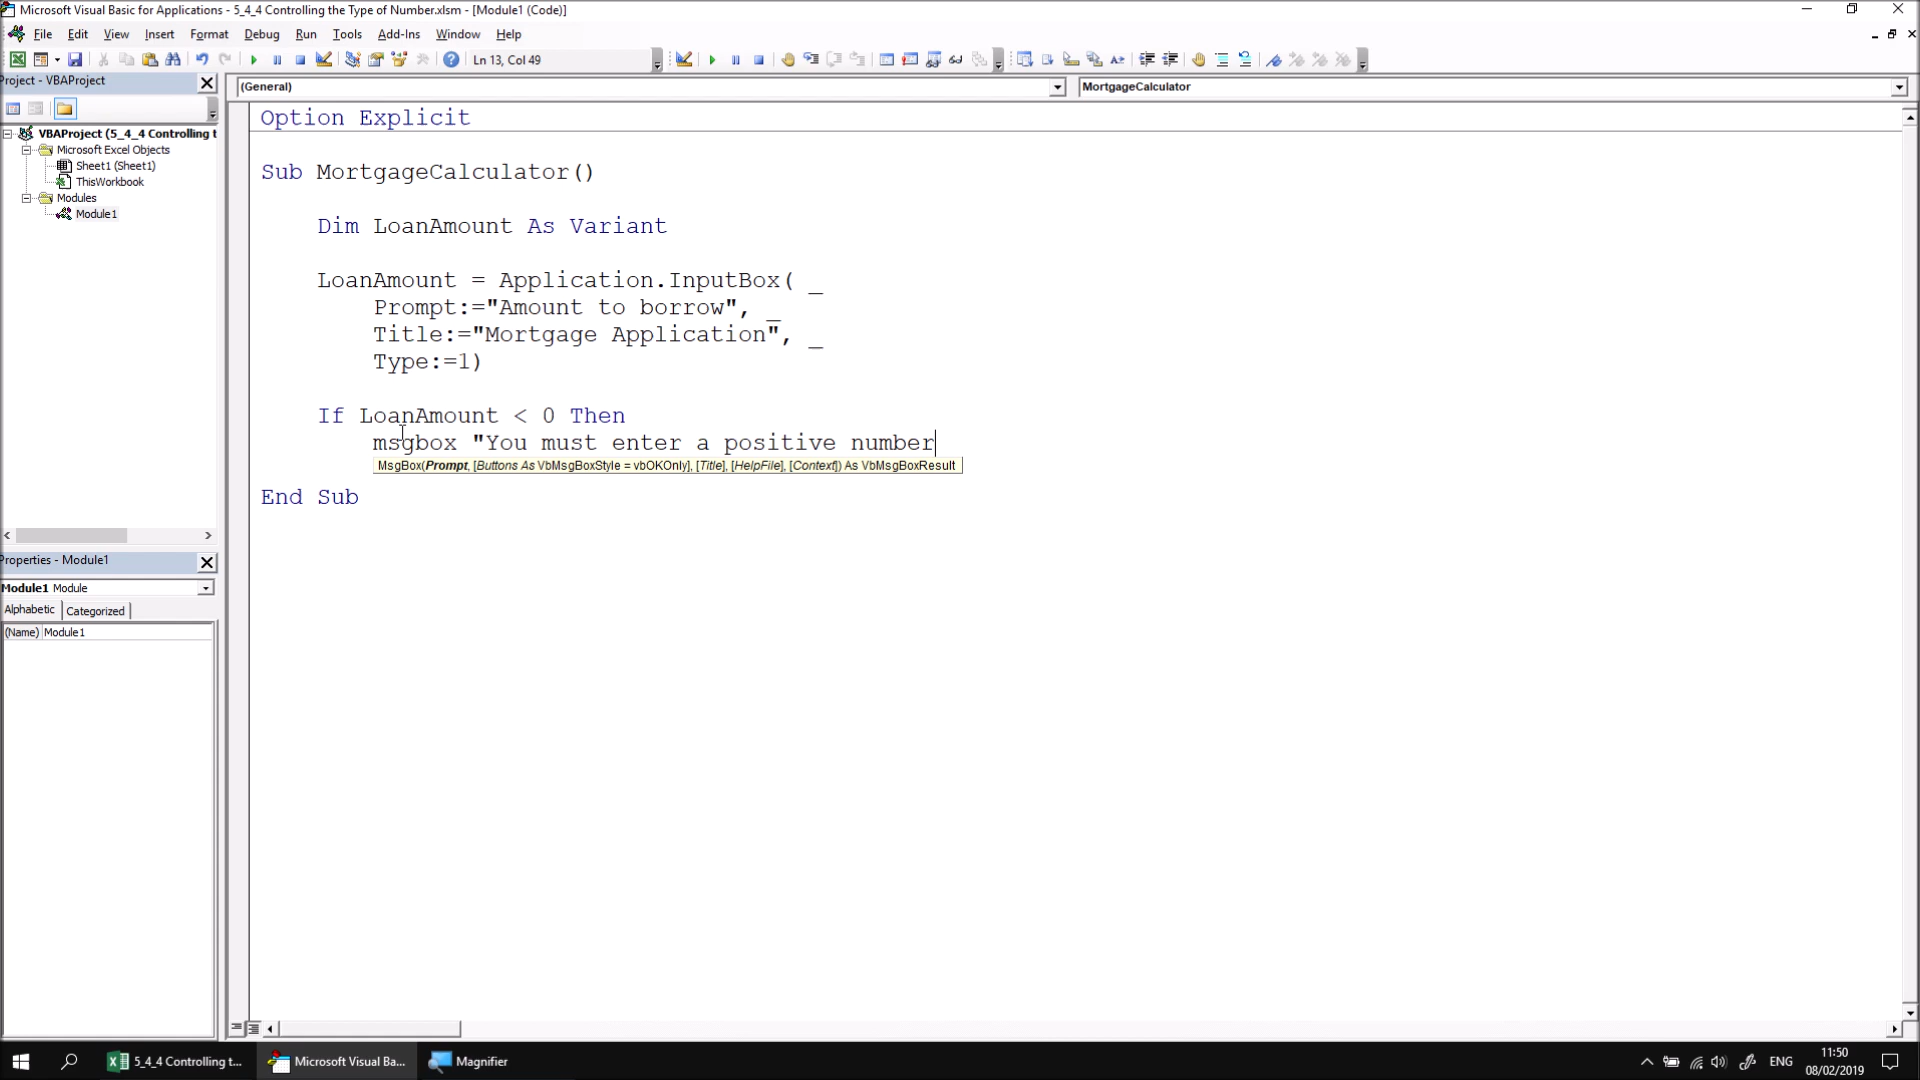 Microsoft Visual Basic for Applications - 5_4_4 Controlling the Type of Number.xlsm - [Module1 (Code)]
File Edit View Insert Format Debug Run Tools Add-Ins Window Help
Ln 13, Col 49
Project - VBAProject
(General)
MortgageCalculator
VBAProject (5_4_4 Controlling t
Microsoft Excel Objects
Sheet1 (Sheet1)
ThisWorkbook
Modules
Module1
Option Explicit
Sub MortgageCalculator()
Dim LoanAmount As Variant
LoanAmount = Application.InputBox( _
Prompt:="Amount to borrow", _
Title:="Mortgage Application", _
Type:=1)
If LoanAmount < 0 Then
msgbox "You must enter a positive number
MsgBox(Prompt, [Buttons As VbMsgBoxStyle = vbOKOnly], [Title], [HelpFile], [Context]) As VbMsgBoxResult
End Sub
Properties - Module1
Module1 Module
Alphabetic Categorized
(Name) Module1
5_4_4 Controlling t...
Microsoft Visual Ba...
Magnifier
ENG
11:50
08/02/2019